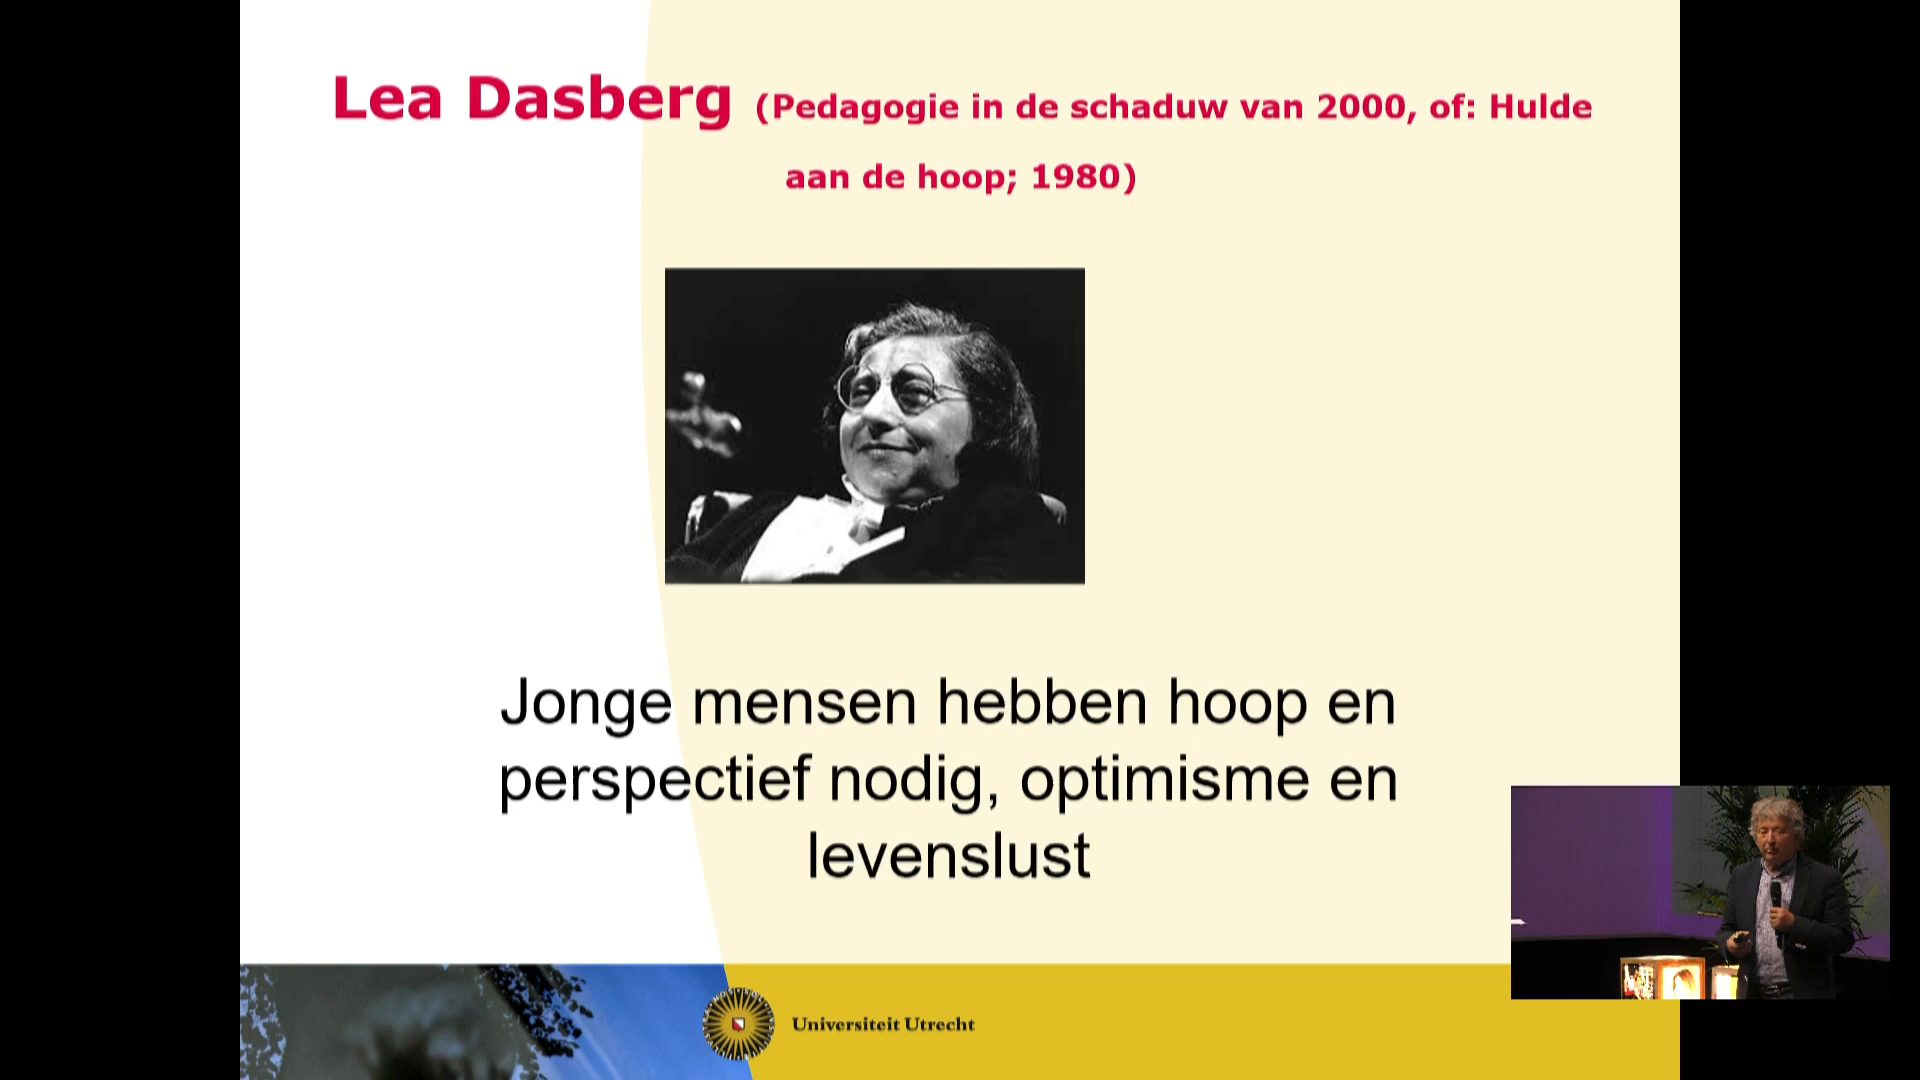 Lea Dasberg (Pedagogie in de schaduw van 2000, of: Hulde
aan de hoop; 1980)
Jonge mensen hebben hoop en
perspectief nodig, optimisme en
levenslust
Universiteit Utrecht